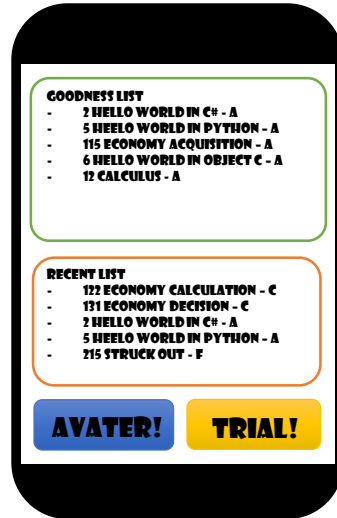 GOODNESS LIST
- 2 HELLO WORLD IN C# - A
- 5 HEELO WORLD IN PYTHON – A
- 115 ECONOMY ACQUISITION – A
- 6 HELLO WORLD IN OBJECT C – A
- 12 CALCULUS - A
RECENT LIST
- 122 ECONOMY CALCULATION – C
- 131 ECONOMY DECISION – C
- 2 HELLO WORLD IN C# - A
- 5 HEELO WORLD IN PYTHON – A
- 215 STRUCK OUT - F
AVATER! TRIAL!